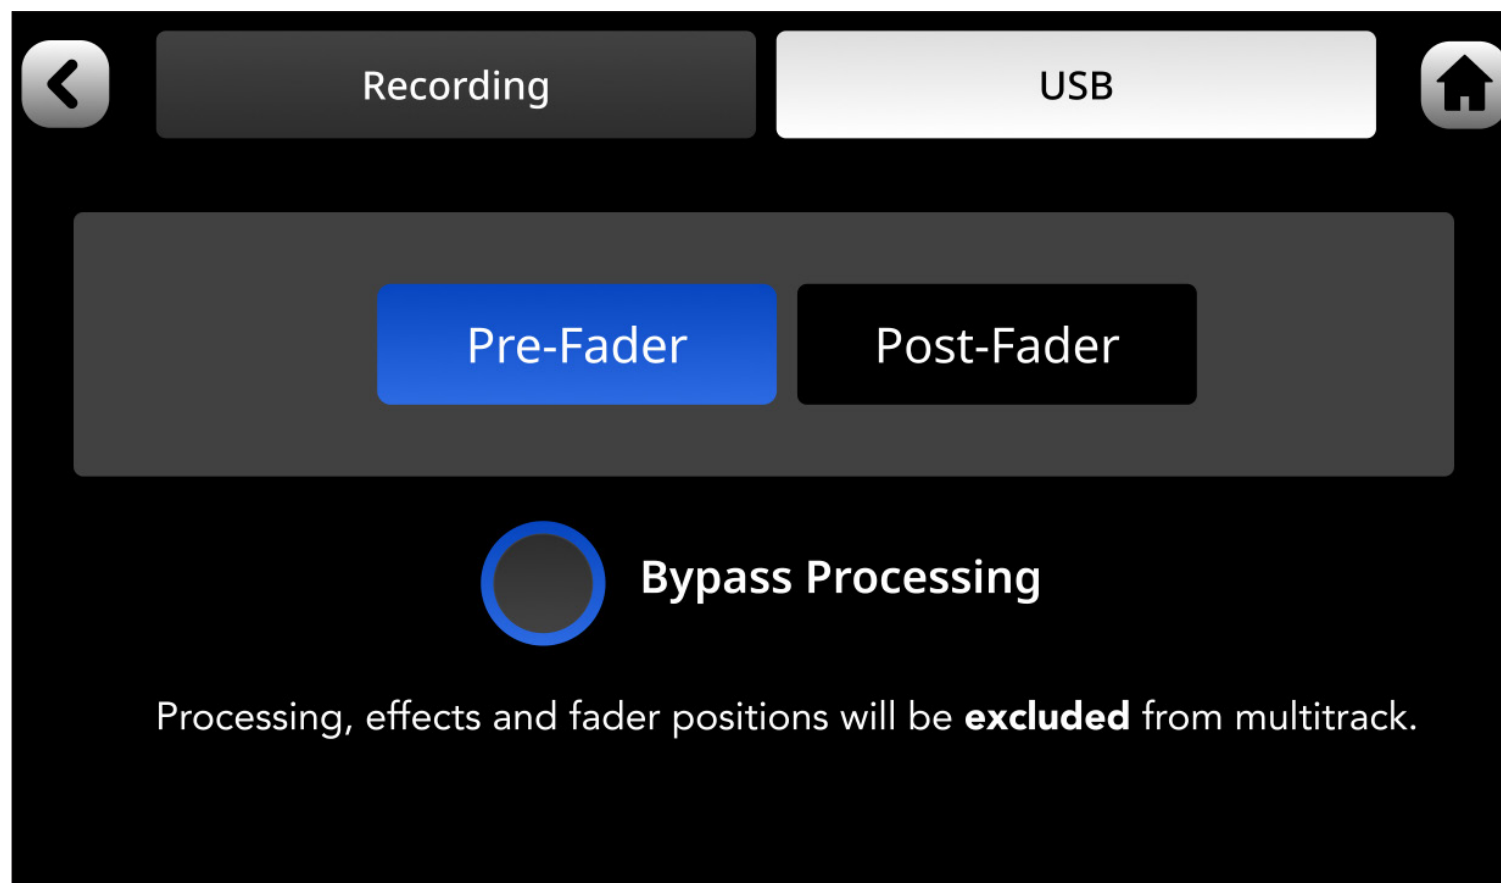 Recording
USB
Pre-Fader
Post-Fader
Bypass Processing
Processing, effects and fader positions will be excluded from multitrack.